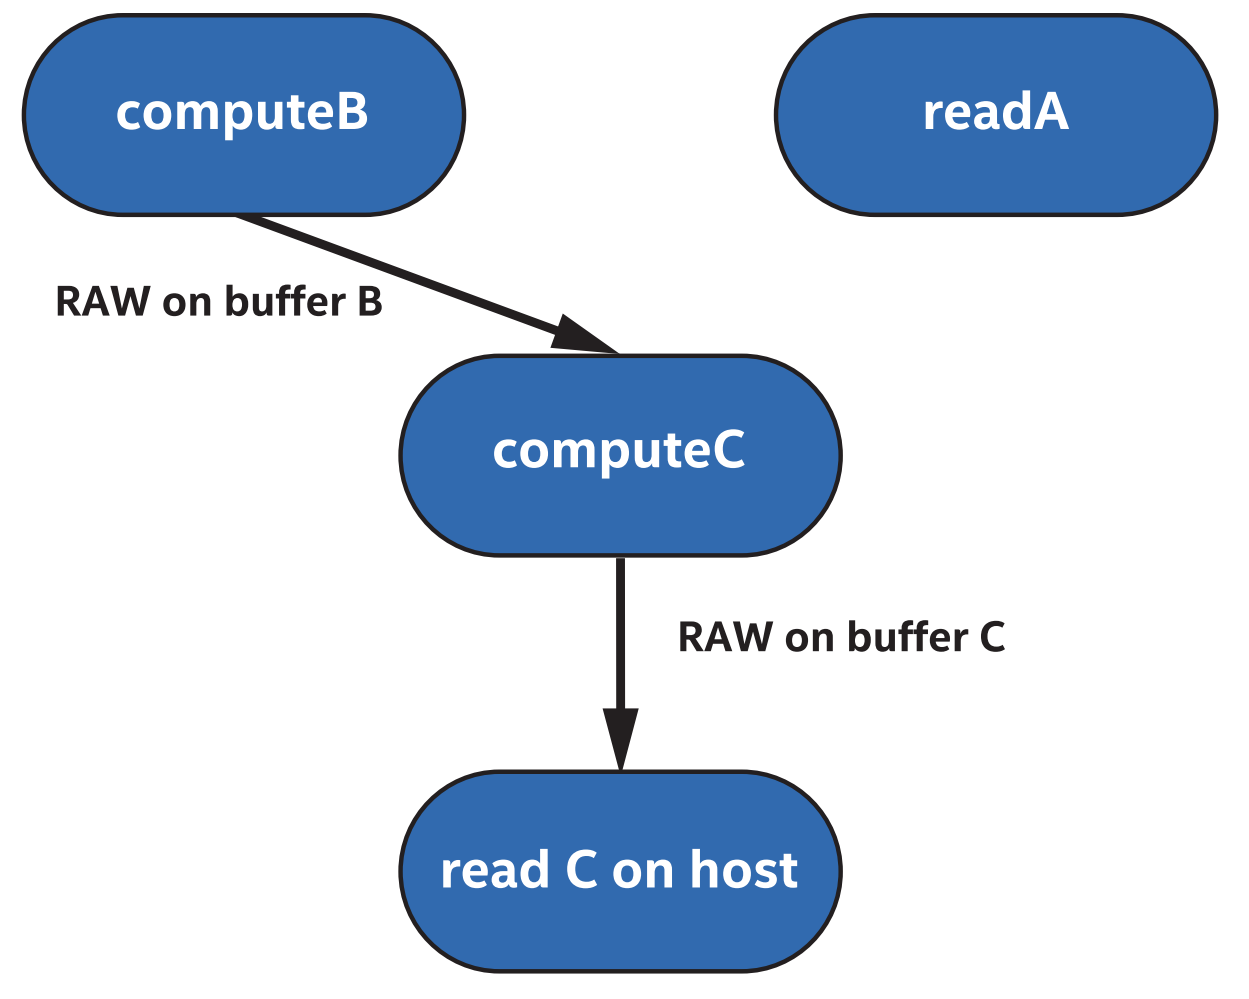 computeB
readA
RAW on buffer B
computeC
RAW on buffer C
read C on host